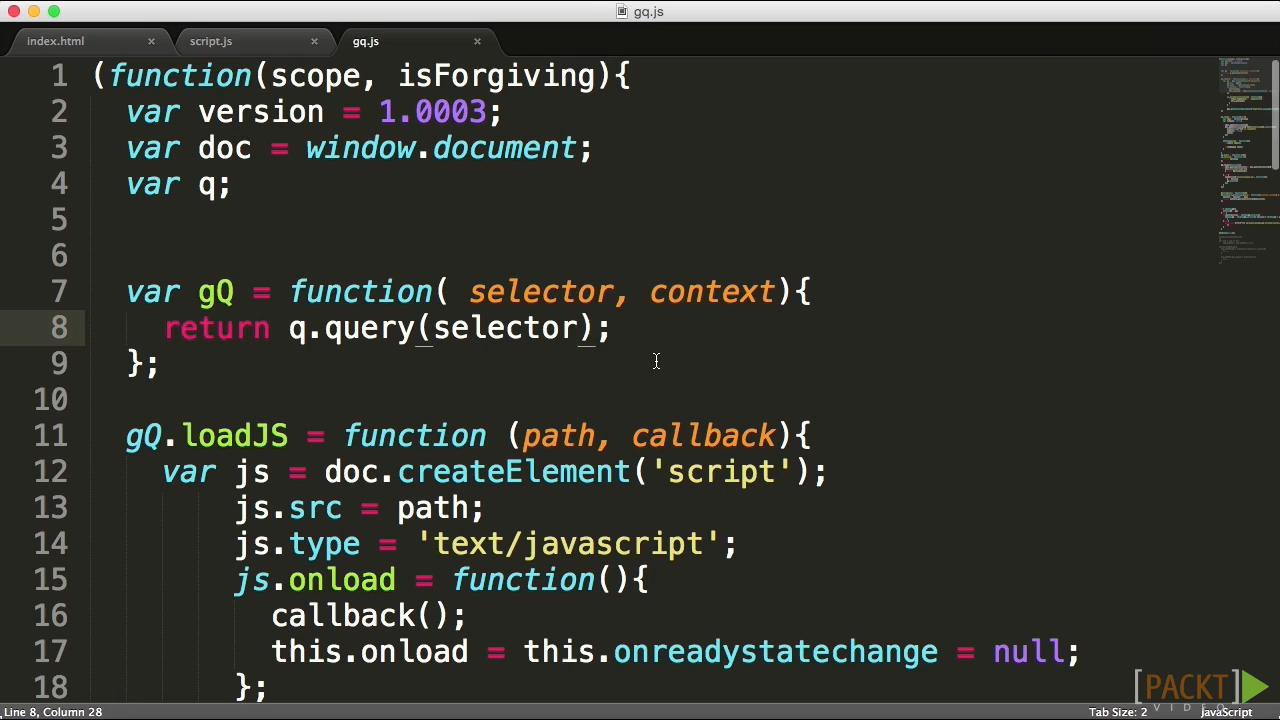 gq.js
index.html × script.js × gq.js ×
1 (function(scope, isForgiving){
2 var version = 1.0003;
3 var doc = window.document;
4 var q;
5
6
7 var gQ = function( selector, context){
8 return q.query(selector);
9 };
10
11 gQ.loadJS = function (path, callback){
12 var js = doc.createElement('script');
13 js.src = path;
14 js.type = 'text/javascript';
15 js.onload = function(){
16 callback();
17 this.onload = this.onreadystatechange = null;
18 };
[PACKT]
VIDEO
Line 8, Column 28 Tab Size: 2 JavaScript